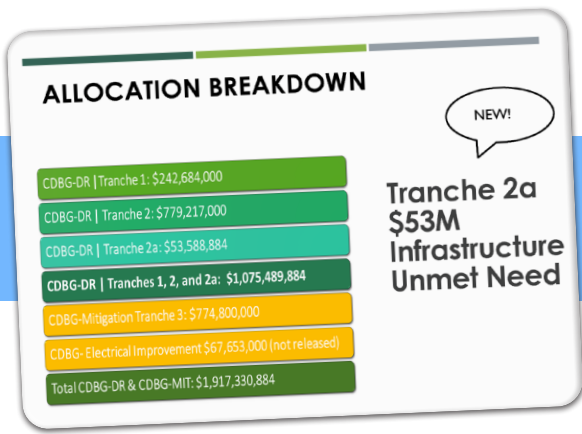 ALLOCATION BREAKDOWN
NEW!
CDBG-DR | Tranche 1: $242,684,000
CDBG-DR | Tranche 2: $779,217,000
CDBG-DR | Tranche 2a: $53,588,884
CDBG-DR | Tranches 1, 2, and 2a: $1,075,489,884
CDBG-Mitigation Tranche 3: $774,800,000
CDBG- Electrical Improvement $67,653,000 (not released)
Total CDBG-DR & CDBG-MIT: $1,917,330,884
Tranche 2a
$53M
Infrastructure
Unmet Need